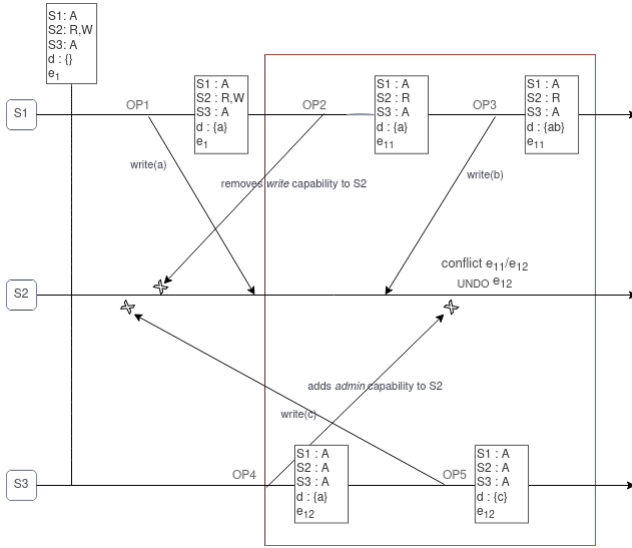 S1: A
S2: R,W
S3: A
d : {}
e1
S1
OP1
S1 : A
S2 : R,W
S3 : A
d : {a}
e1
OP2
S1 : A
S2 : R
S3 : A
d : {a}
e11
OP3
S1 : A
S2 : R
S3 : A
d : {ab}
e11
write(a)
removes write capability to S2
write(b)
S2
conflict e11/e12
UNDO e12
adds admin capability to S2
write(c)
S3
OP4
S1 : A
S2 : A
S3 : A
d : {a}
e12
OP5
S1 : A
S2 : A
S3 : A
d : {c}
e12